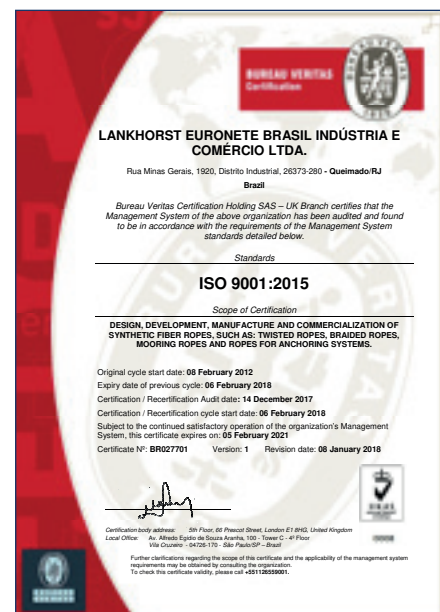 BUREAU VERITAS
Certification
BUREAU VERITAS
1828
LANKHORST EURONETE BRASIL INDÚSTRIA E
COMÉRCIO LTDA.
Rua Minas Gerais, 1920, Distrito Industrial, 26373-280 - Queimado/RJ
Brazil
Bureau Veritas Certification Holding SAS – UK Branch certifies that the
Management System of the above organization has been audited and found
to be in accordance with the requirements of the Management System
standards detailed below.
Standards
ISO 9001:2015
Scope of Certification
DESIGN, DEVELOPMENT, MANUFACTURE AND COMMERCIALIZATION OF
SYNTHETIC FIBER ROPES, SUCH AS: TWISTED ROPES, BRAIDED ROPES,
MOORING ROPES AND ROPES FOR ANCHORING SYSTEMS.
Original cycle start date: 08 February 2012
Expiry date of previous cycle: 06 February 2018
Certification / Recertification Audit date: 14 December 2017
Certification / Recertification cycle start date: 06 February 2018
Subject to the continued satisfactory operation of the organization's Management
System, this certificate expires on: 05 February 2021
Certificate Nº: BR027701 Version: 1 Revision date: 08 January 2018
Certification body address: 5th Floor, 66 Prescot Street, London E1 8HG, United Kingdom
Local Office: Av. Alfredo Egídio de Souza Aranha, 100 - Tower C - 4º Floor
Vila Cruzeiro - 04726-170 - São Paulo/SP – Brazil
UKAS
0008
Further clarifications regarding the scope of this certificate and the applicability of the management system
requirements may be obtained by consulting the organization.
To check this certificate validity, please call +551126559001.